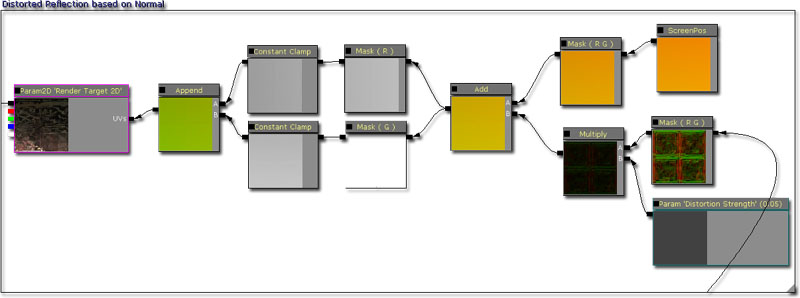 Distorted Reflection based on Normal
Param2D 'Render Target 2D'
UVs
Append
A
B
Constant Clamp
Constant Clamp
Mask ( R )
Mask ( G )
Add
A
B
Mask ( R G )
ScreenPos
Multiply
A
B
Mask ( R G )
Param 'Distortion Strength' (0.05)